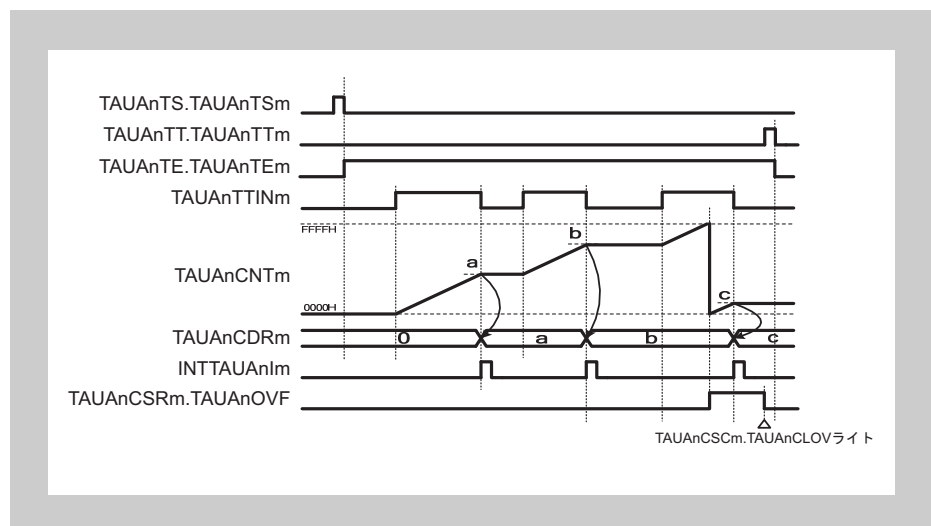 TAUAnTS.TAUAnTSm
TAUAnTT.TAUAnTTm
TAUAnTE.TAUAnTEm
TAUAnTTINm
FFFFH
b
a
TAUAnCNTm
c
0000H
TAUAnCDRm
0 a b c
INTTAUAnIm
TAUAnCSRm.TAUAnOVF
TAUAnCSCm.TAUAnCLOVライト